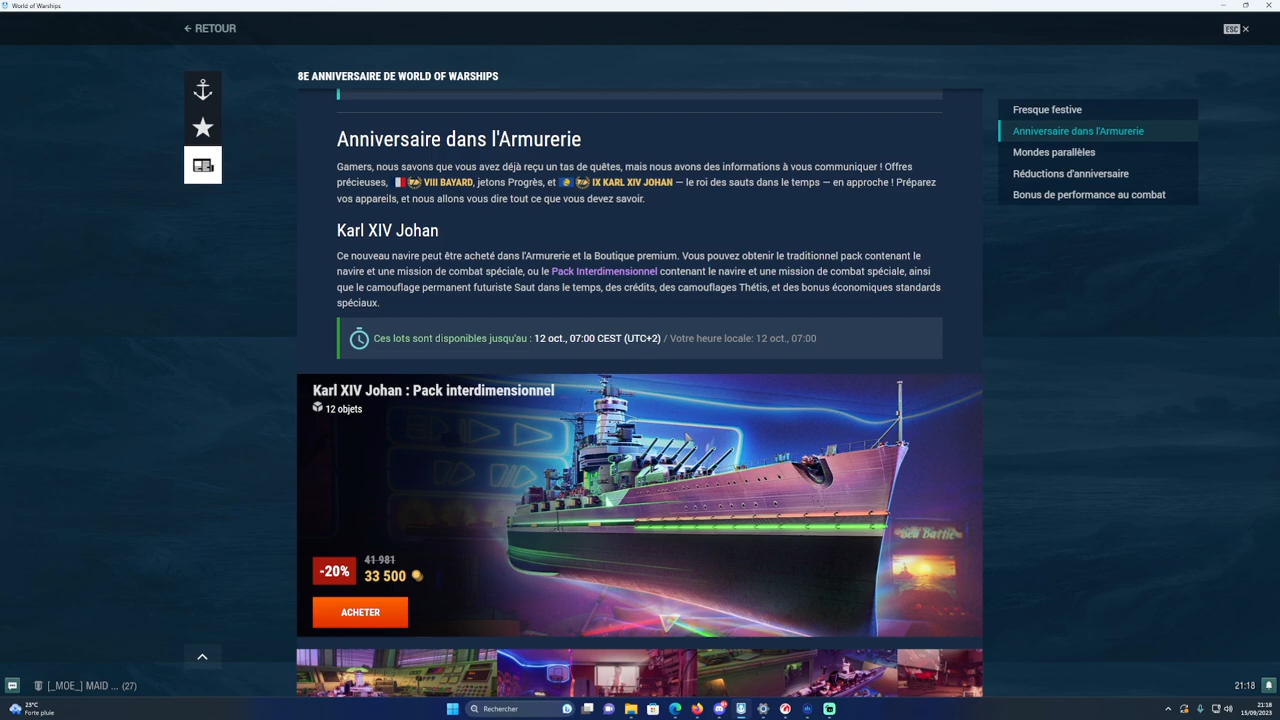 World of Warships
RETOUR
ESC
8E ANNIVERSAIRE DE WORLD OF WARSHIPS
Anniversaire dans l'Armurerie
Gamers, nous savons que vous avez déjà reçu un tas de quêtes, mais nous avons des informations à vous communiquer ! Offres
précieuses, VIII BAYARD, jetons Progrès, et IX KARL XIV JOHAN — le roi des sauts dans le temps — en approche ! Préparez
vos appareils, et nous allons vous dire tout ce que vous devez savoir.
Karl XIV Johan
Ce nouveau navire peut être acheté dans l'Armurerie et la Boutique premium. Vous pouvez obtenir le traditionnel pack contenant le
navire et une mission de combat spéciale, ou le Pack Interdimensionnel contenant le navire et une mission de combat spéciale, ainsi
que le camouflage permanent futuriste Saut dans le temps, des crédits, des camouflages Thétis, et des bonus économiques standards
spéciaux.
Ces lots sont disponibles jusqu'au : 12 oct., 07:00 CEST (UTC+2) / Votre heure locale: 12 oct., 07:00
Karl XIV Johan : Pack interdimensionnel
12 objets
Sea Battle
-20%
41 981
33 500
ACHETER
Fresque festive
Anniversaire dans l'Armurerie
Mondes parallèles
Réductions d'anniversaire
Bonus de performance au combat
[_MOE_] MAID ... (27)
21:18
23°C
Forte pluie
Rechercher
21:18
15/09/2023